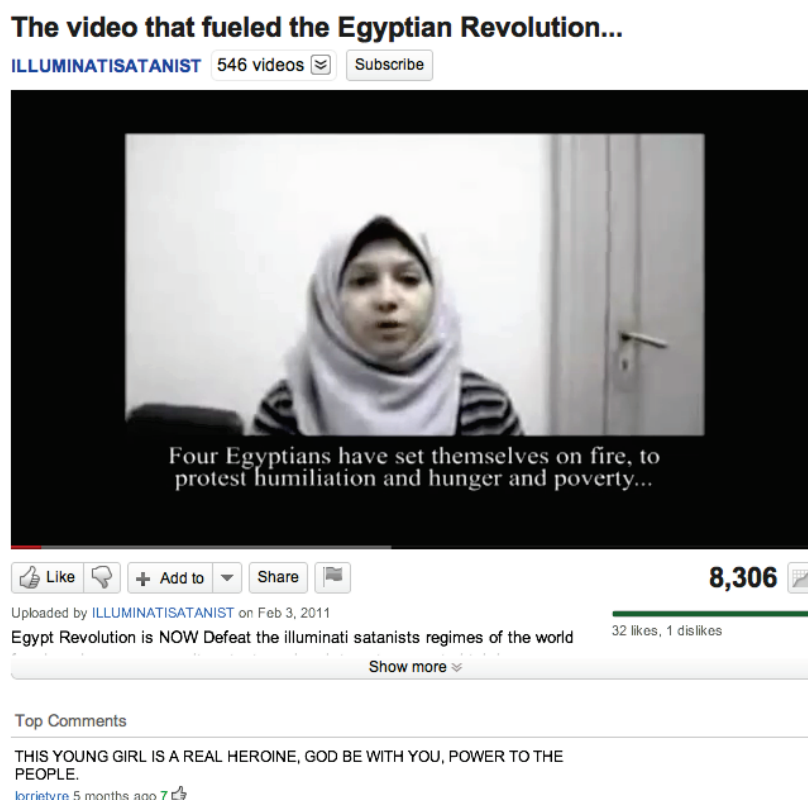 The video that fueled the Egyptian Revolution...
ILLUMINATISATANIST 546 videos Subscribe
Four Egyptians have set themselves on fire, to
protest humiliation and hunger and poverty...
Like Add to Share 8,306
Uploaded by ILLUMINATISATANIST on Feb 3, 2011
32 likes, 1 dislikes
Egypt Revolution is NOW Defeat the illuminati satanists regimes of the world
Show more
Top Comments
THIS YOUNG GIRL IS A REAL HEROINE, GOD BE WITH YOU, POWER TO THE
PEOPLE.
lorrietyre 5 months ago 7